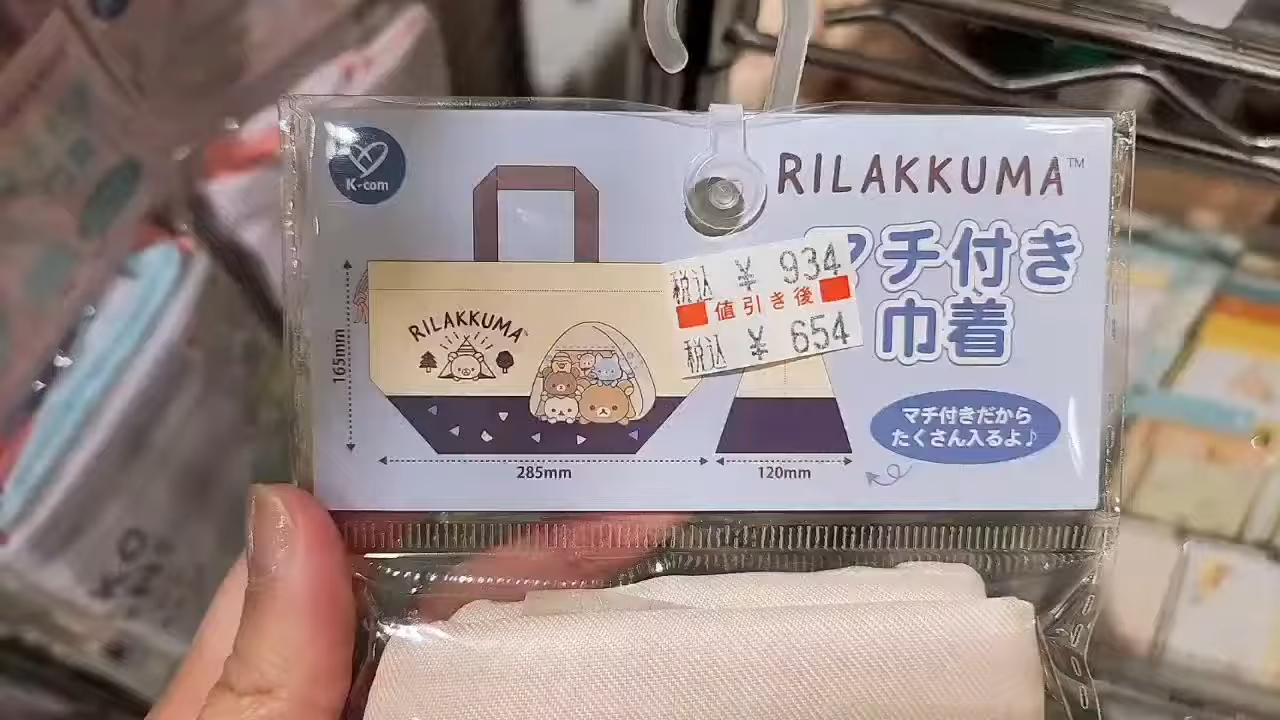 K-com
RILAKKUMA™
マチ付き
巾着
税込 ¥ 934
値引き後
税込 ¥ 654
RILAKKUMA™
165mm
285mm
120mm
マチ付きだから
たくさん入るよ♪